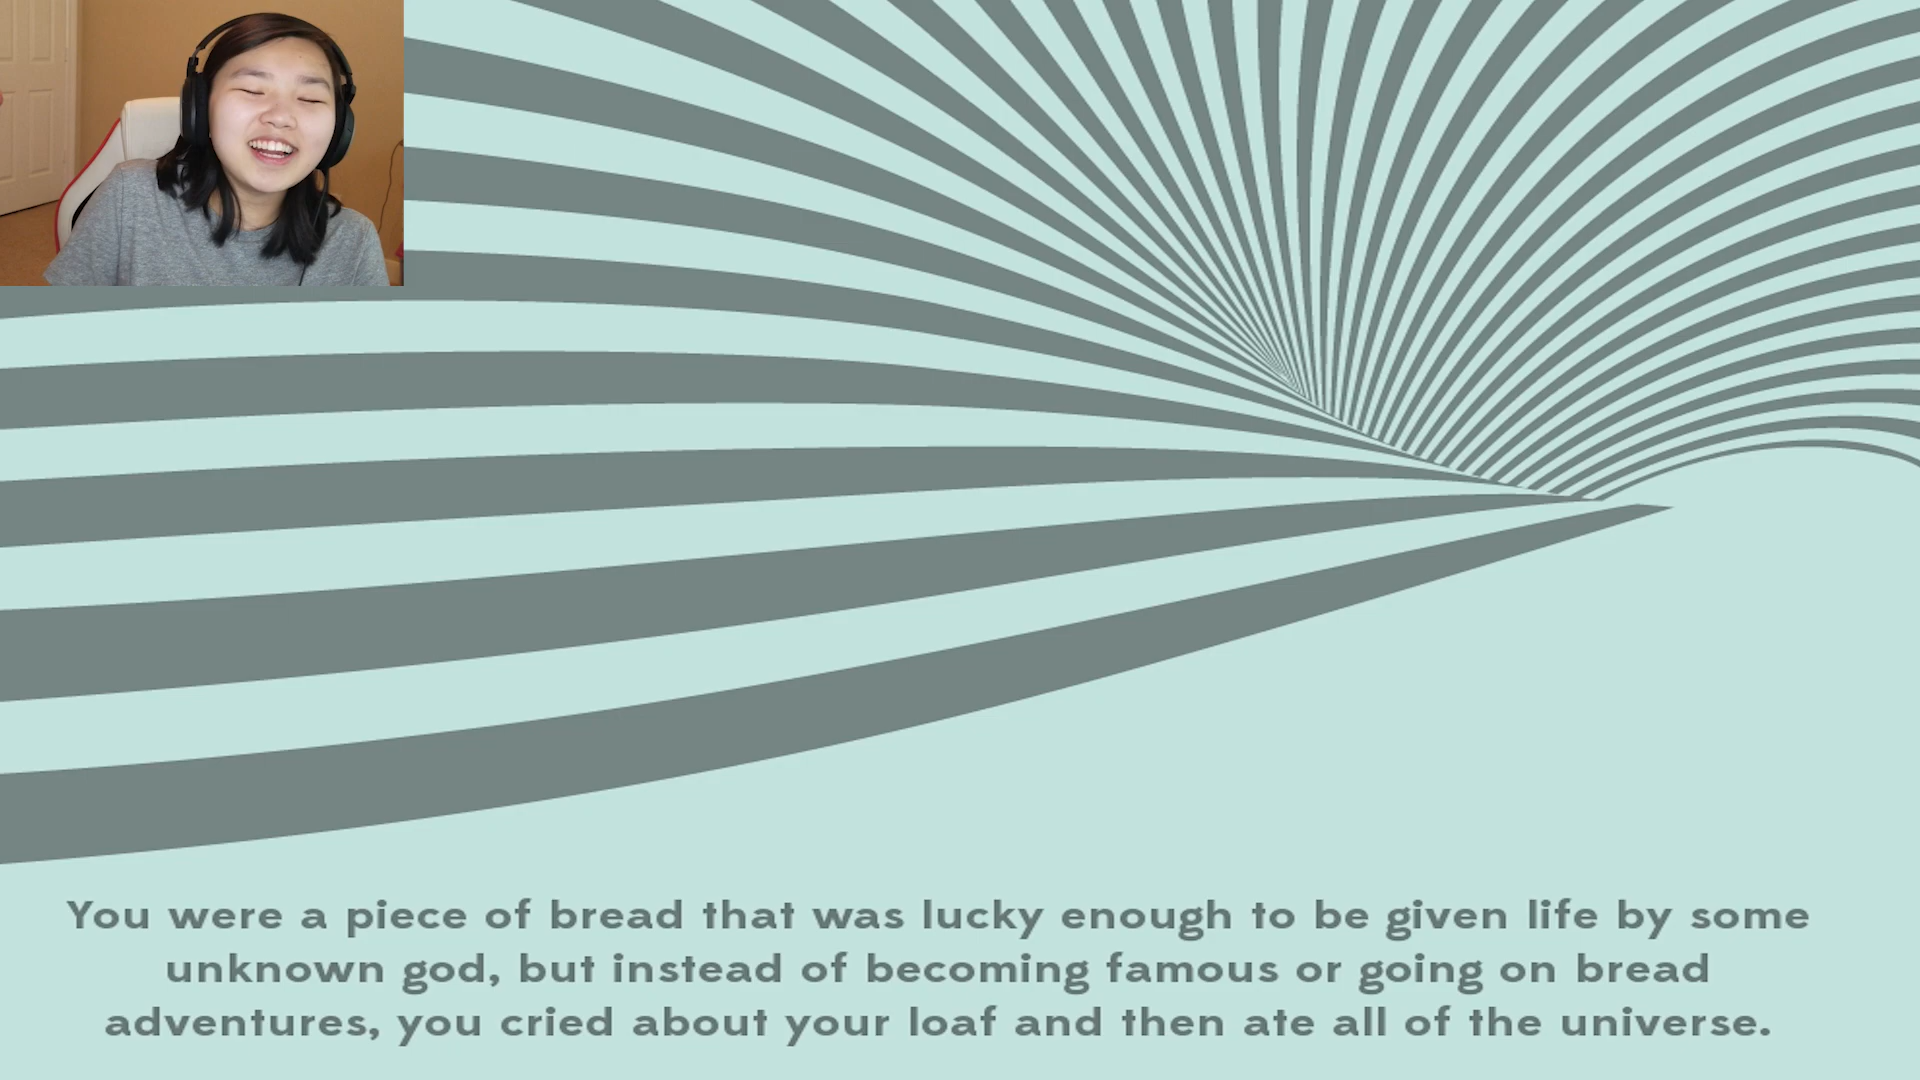 You were a piece of bread that was lucky enough to be given life by some
unknown god, but instead of becoming famous or going on bread
adventures, you cried about your loaf and then ate all of the universe.